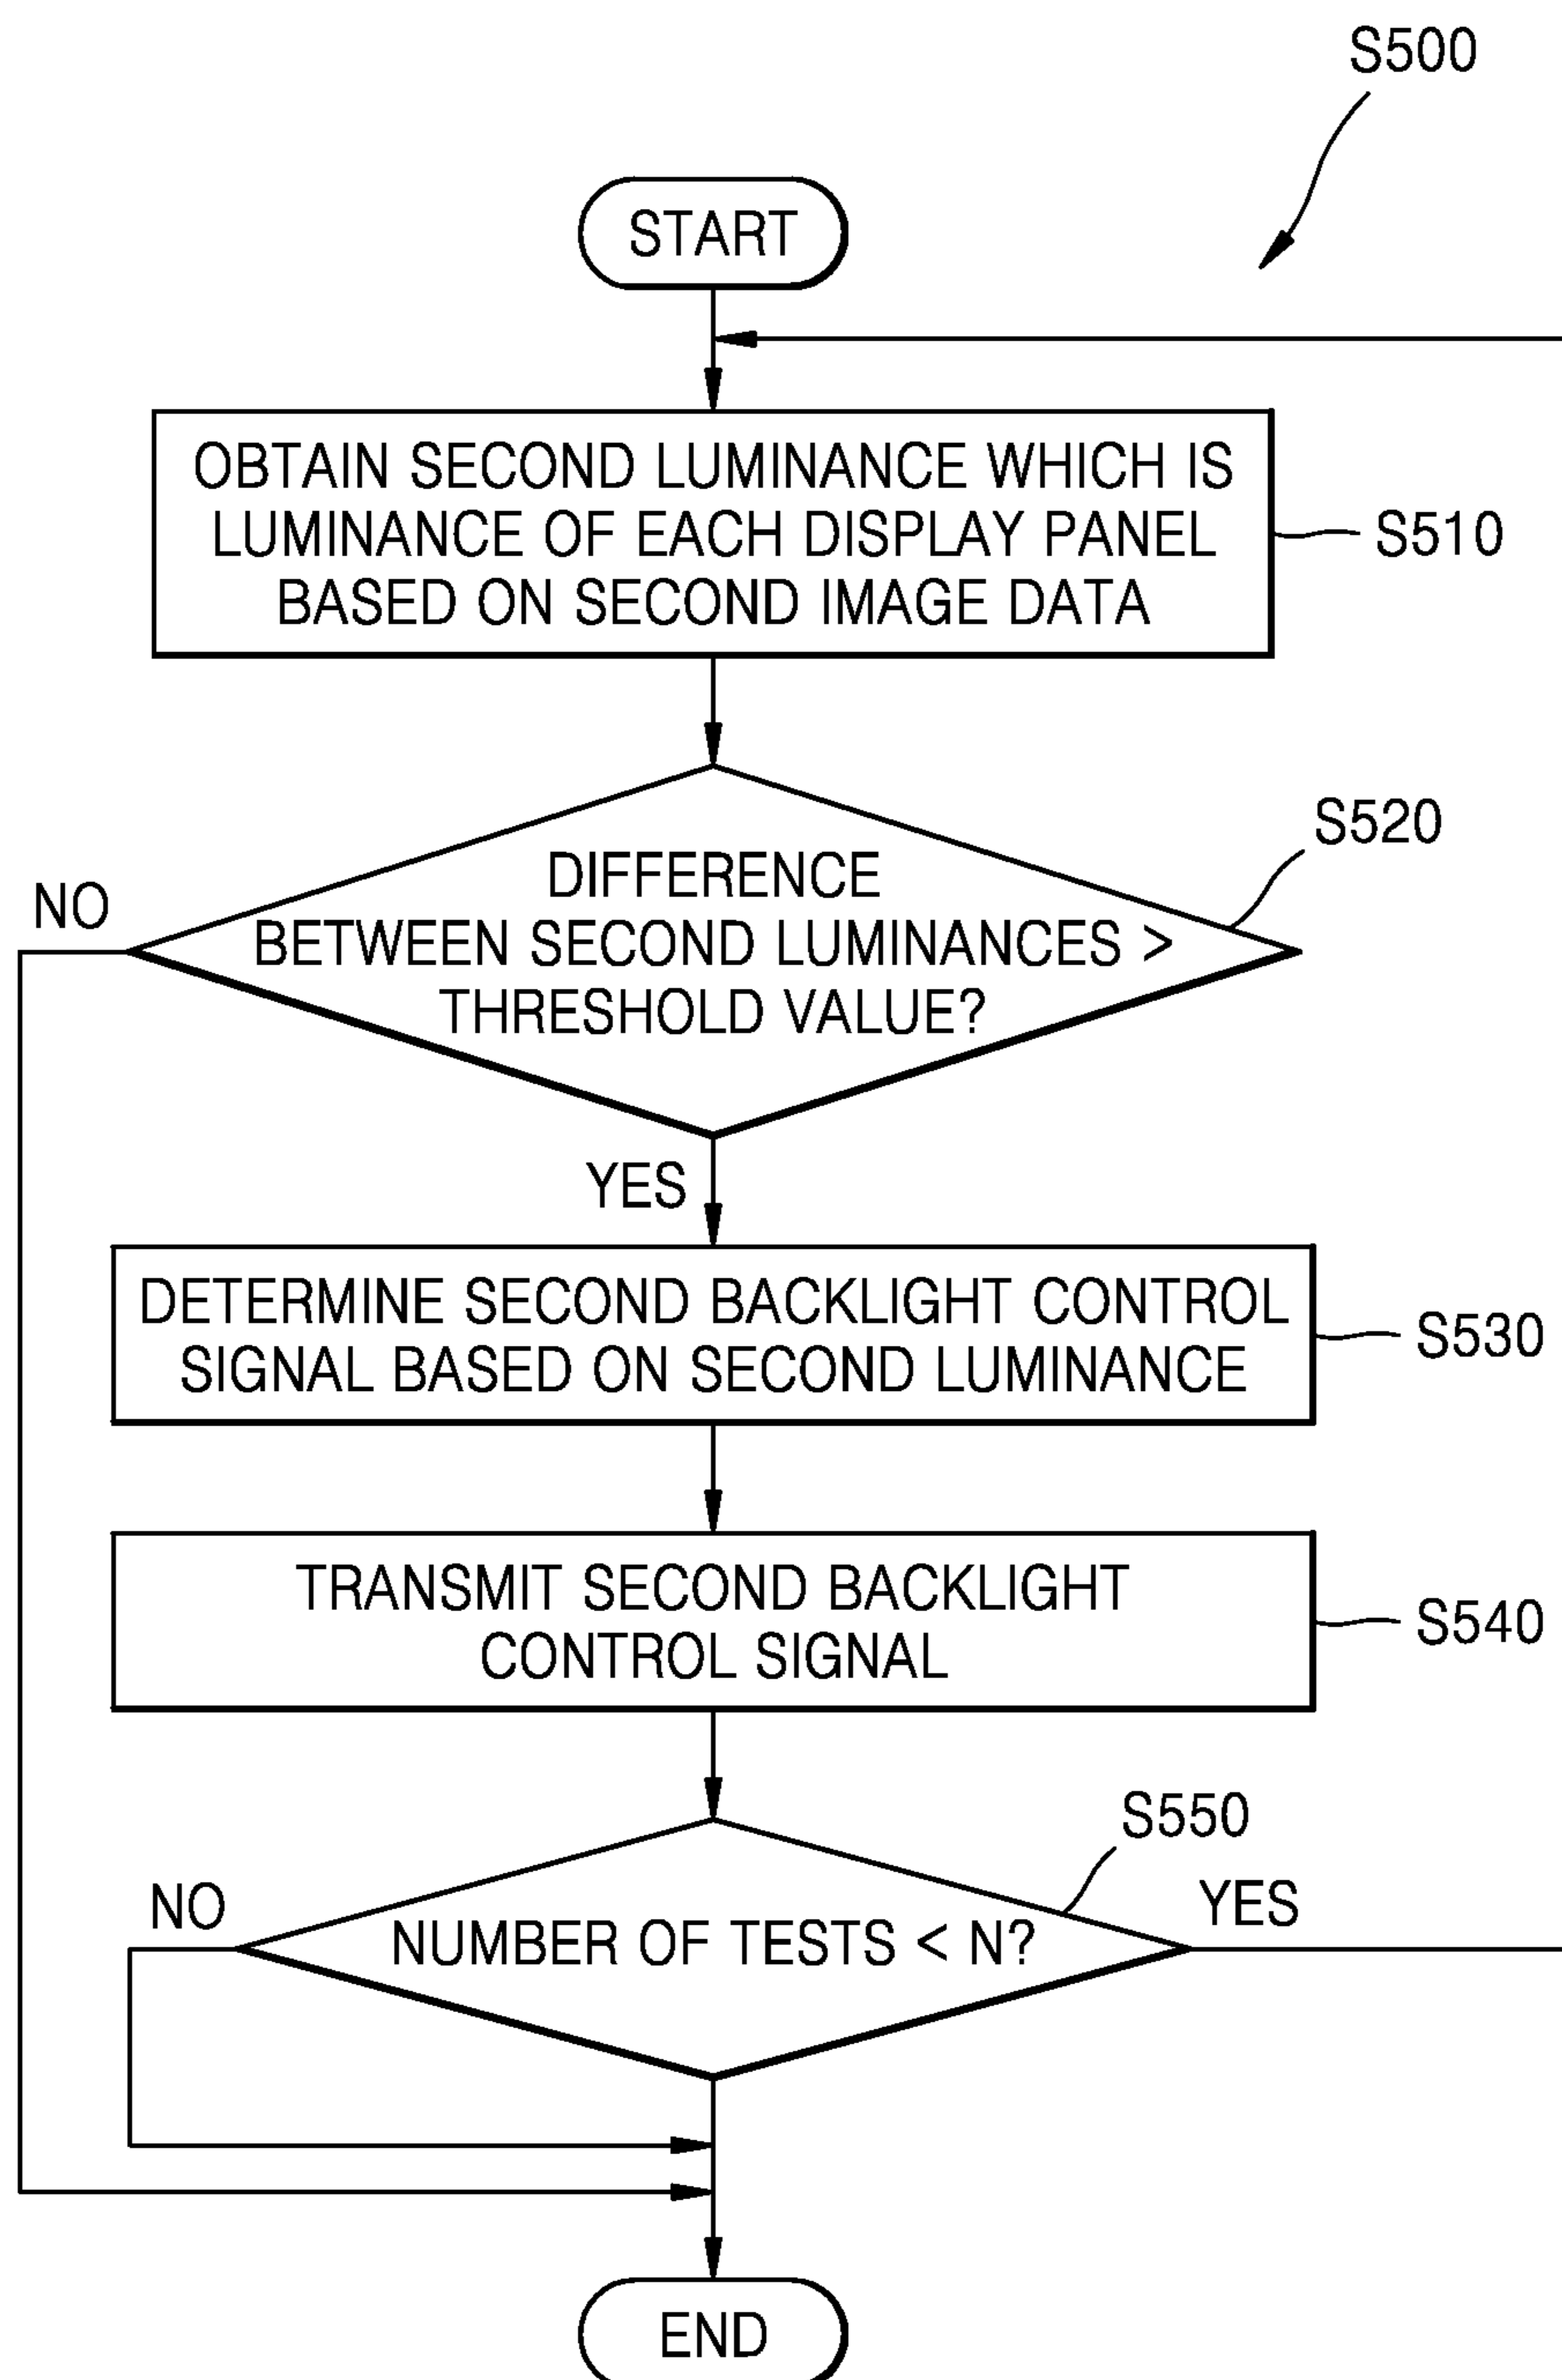 S500
START
OBTAIN SECOND LUMINANCE WHICH IS
LUMINANCE OF EACH DISPLAY PANEL
BASED ON SECOND IMAGE DATA
S510
S520
NO
DIFFERENCE
BETWEEN SECOND LUMINANCES >
THRESHOLD VALUE?
YES
DETERMINE SECOND BACKLIGHT CONTROL
SIGNAL BASED ON SECOND LUMINANCE
S530
TRANSMIT SECOND BACKLIGHT
CONTROL SIGNAL
S540
S550
NO
NUMBER OF TESTS < N?
YES
END